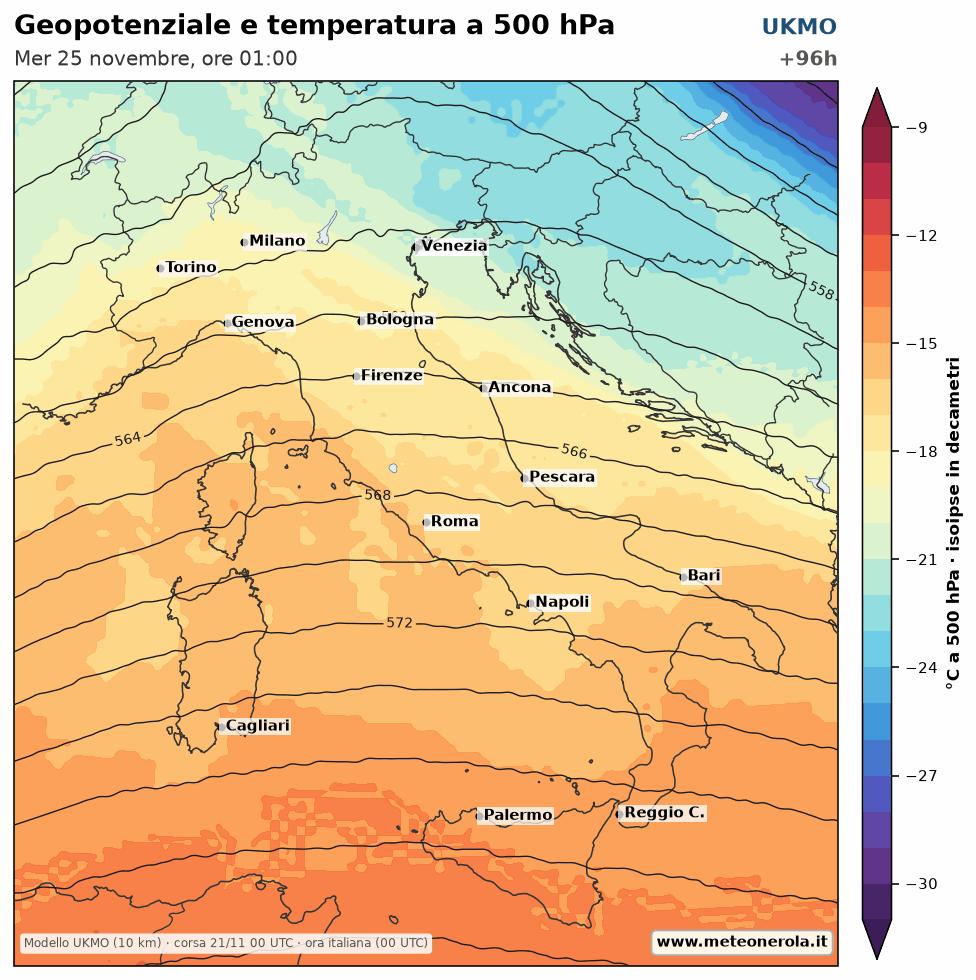 Geopotenziale e temperatura a 500 hPa
UKMO
Mer 25 novembre, ore 01:00
+96h
Milano
Venezia
Torino
558
Genova
Bologna
Firenze
Ancona
564
566
Pescara
568
Roma
Bari
Napoli
572
Cagliari
Palermo
Reggio C.
Modello UKMO (10 km) · corsa 21/11 00 UTC · ora italiana (00 UTC)
www.meteonerola.it
−9
−12
−15
−18
−21
−24
−27
−30
°C a 500 hPa · isoipse in decametri